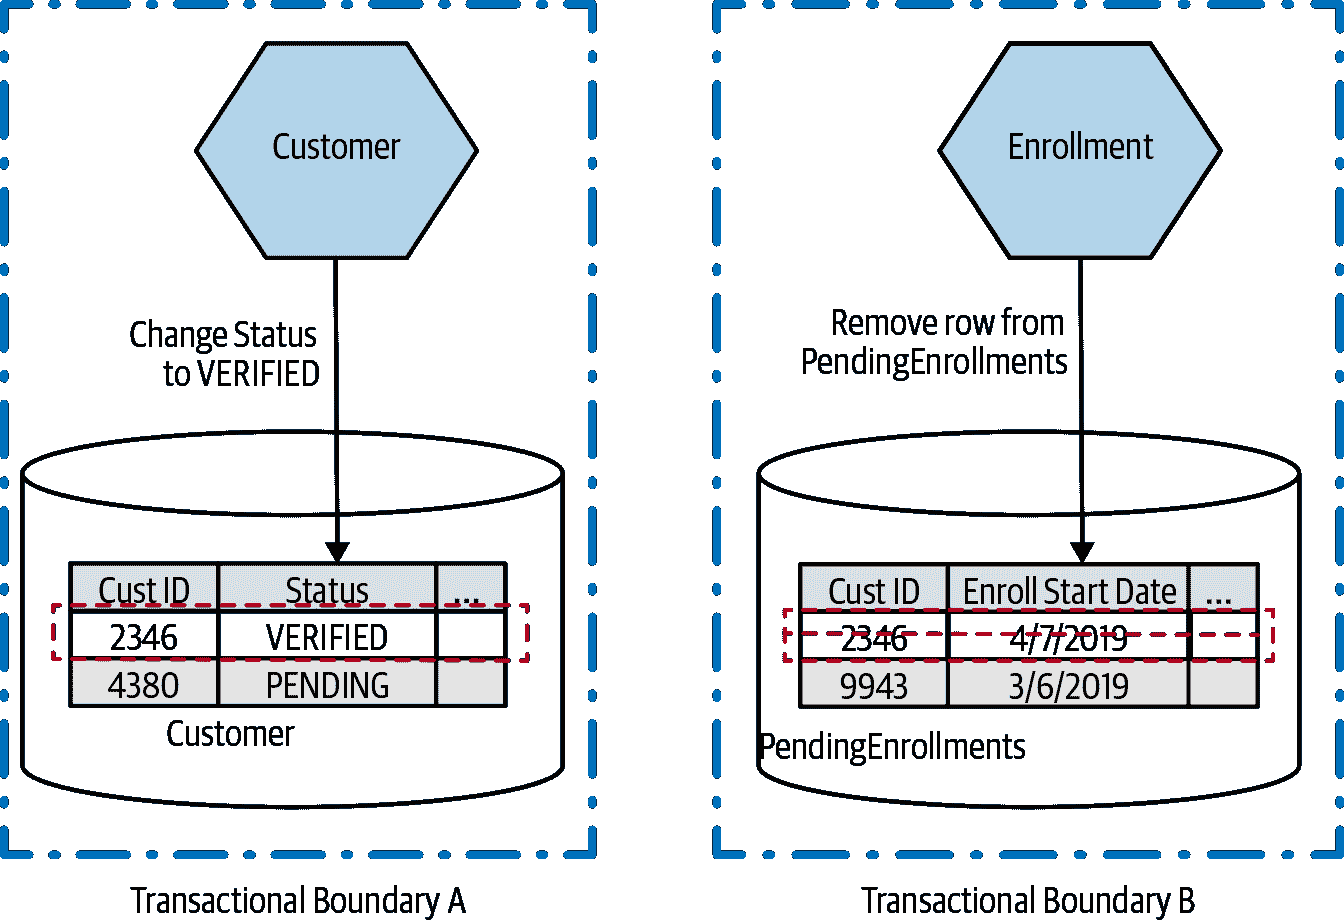 Customer
Change Status
to VERIFIED
Cust ID Status ...
2346 VERIFIED
4380 PENDING
Customer
Transactional Boundary A
Enrollment
Remove row from
PendingEnrollments
Cust ID Enroll Start Date ...
2346 4/7/2019
9943 3/6/2019
PendingEnrollments
Transactional Boundary B